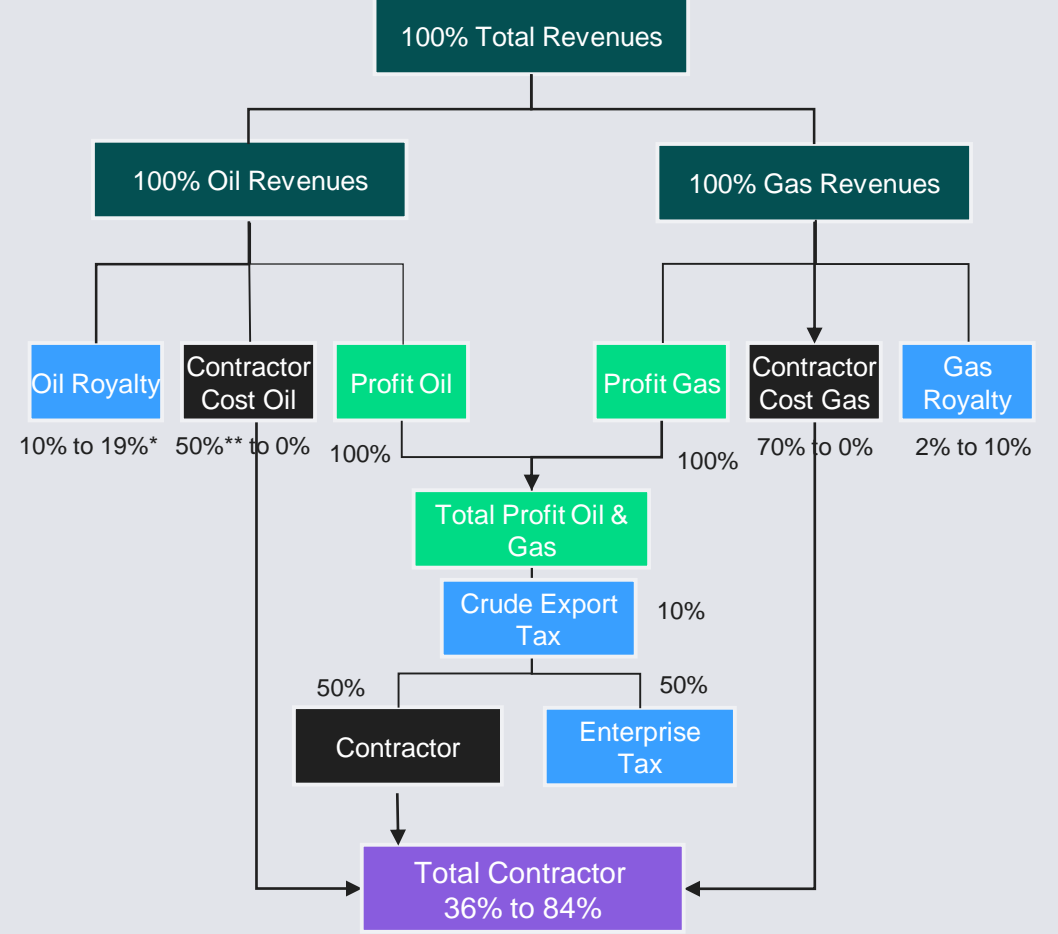 100% Total Revenues
100% Oil Revenues
100% Gas Revenues
Oil Royalty
Contractor
Cost Oil
Profit Oil
Profit Gas
Contractor
Cost Gas
Gas
Royalty
10% to 19%*
50%** to 0%
100%
100%
70% to 0%
2% to 10%
Total Profit Oil &
Gas
Crude Export
Tax
10%
50%
50%
Contractor
Enterprise
Tax
Total Contractor
36% to 84%